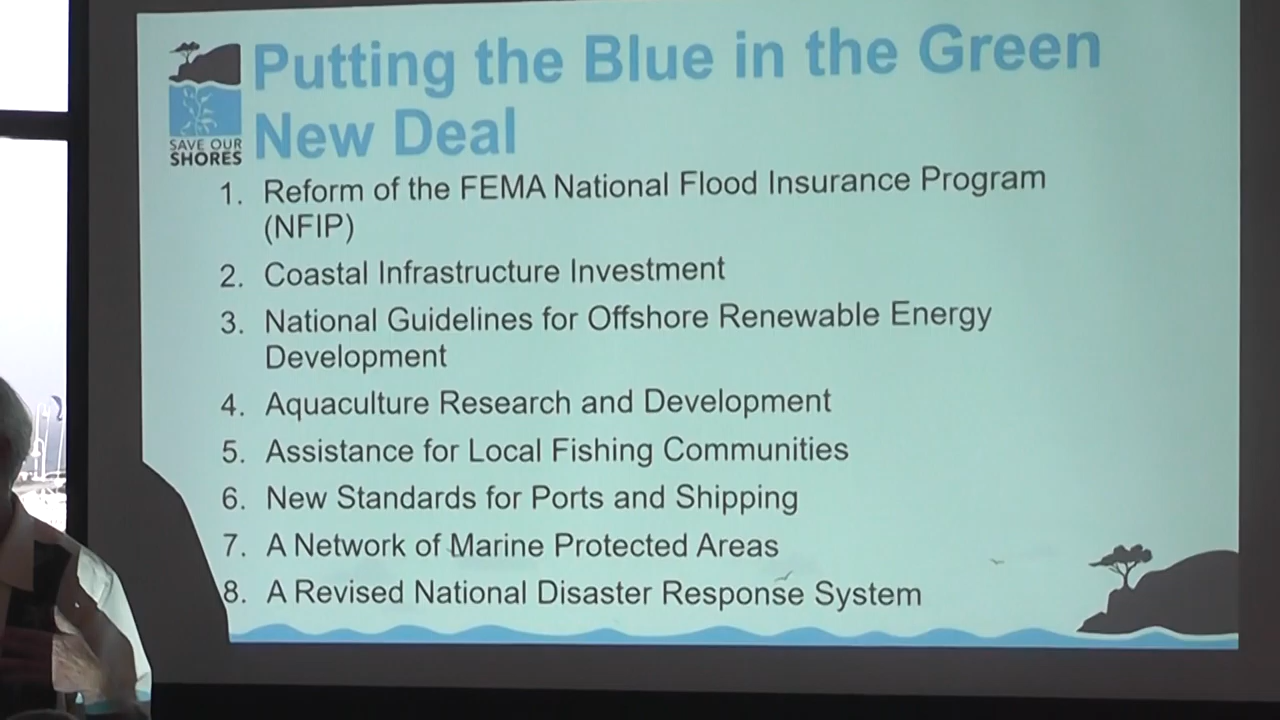 Putting the Blue in the Green
New Deal
SAVE OUR
SHORES
1. Reform of the FEMA National Flood Insurance Program
(NFIP)
2. Coastal Infrastructure Investment
3. National Guidelines for Offshore Renewable Energy
Development
4. Aquaculture Research and Development
5. Assistance for Local Fishing Communities
6. New Standards for Ports and Shipping
7. A Network of Marine Protected Areas
8. A Revised National Disaster Response System